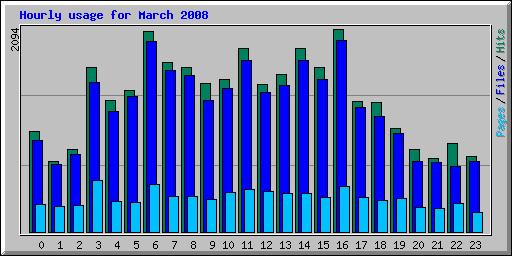 Hourly usage for March 2008
2094
Pages / Files / Hits
0 1 2 3 4 5 6 7 8 9 10 11 12 13 14 15 16 17 18 19 20 21 22 23